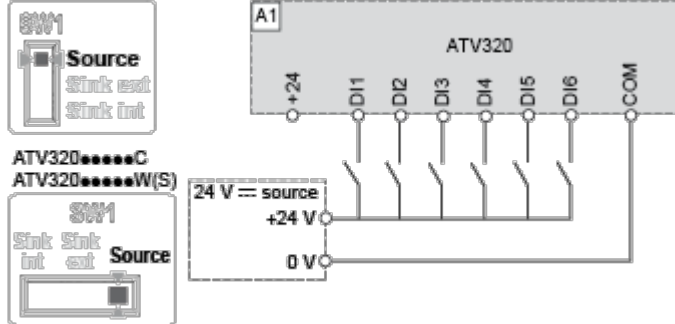 SW1
Source
Sink ext
Sink int
ATV320●●●●●C
ATV320●●●●●W(S)
SW1
Sink int
Sink ext
Source
A1
ATV320
+24
DI1
DI2
DI3
DI4
DI5
DI6
COM
24 V ⎓ source
+24 V
0 V